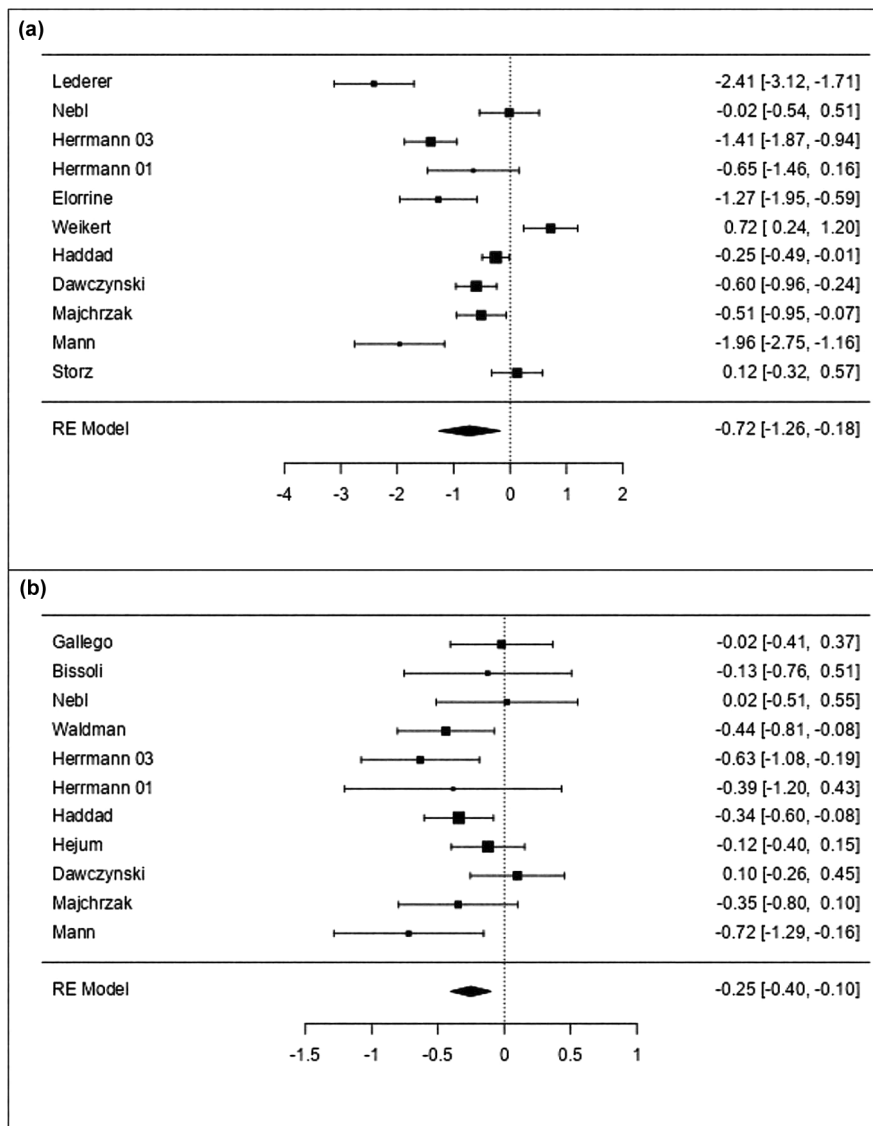 (a)
Lederer -2.41 [-3.12, -1.71]
Nebl -0.02 [-0.54, 0.51]
Herrmann 03 -1.41 [-1.87, -0.94]
Herrmann 01 -0.65 [-1.46, 0.16]
Elorrine -1.27 [-1.95, -0.59]
Weikert 0.72 [ 0.24, 1.20]
Haddad -0.25 [-0.49, -0.01]
Dawczynski -0.60 [-0.96, -0.24]
Majchrzak -0.51 [-0.95, -0.07]
Mann -1.96 [-2.75, -1.16]
Storz 0.12 [-0.32, 0.57]
RE Model -0.72 [-1.26, -0.18]
-4 -3 -2 -1 0 1 2
(b)
Gallego -0.02 [-0.41, 0.37]
Bissoli -0.13 [-0.76, 0.51]
Nebl 0.02 [-0.51, 0.55]
Waldman -0.44 [-0.81, -0.08]
Herrmann 03 -0.63 [-1.08, -0.19]
Herrmann 01 -0.39 [-1.20, 0.43]
Haddad -0.34 [-0.60, -0.08]
Hejum -0.12 [-0.40, 0.15]
Dawczynski 0.10 [-0.26, 0.45]
Majchrzak -0.35 [-0.80, 0.10]
Mann -0.72 [-1.29, -0.16]
RE Model -0.25 [-0.40, -0.10]
-1.5 -1 -0.5 0 0.5 1